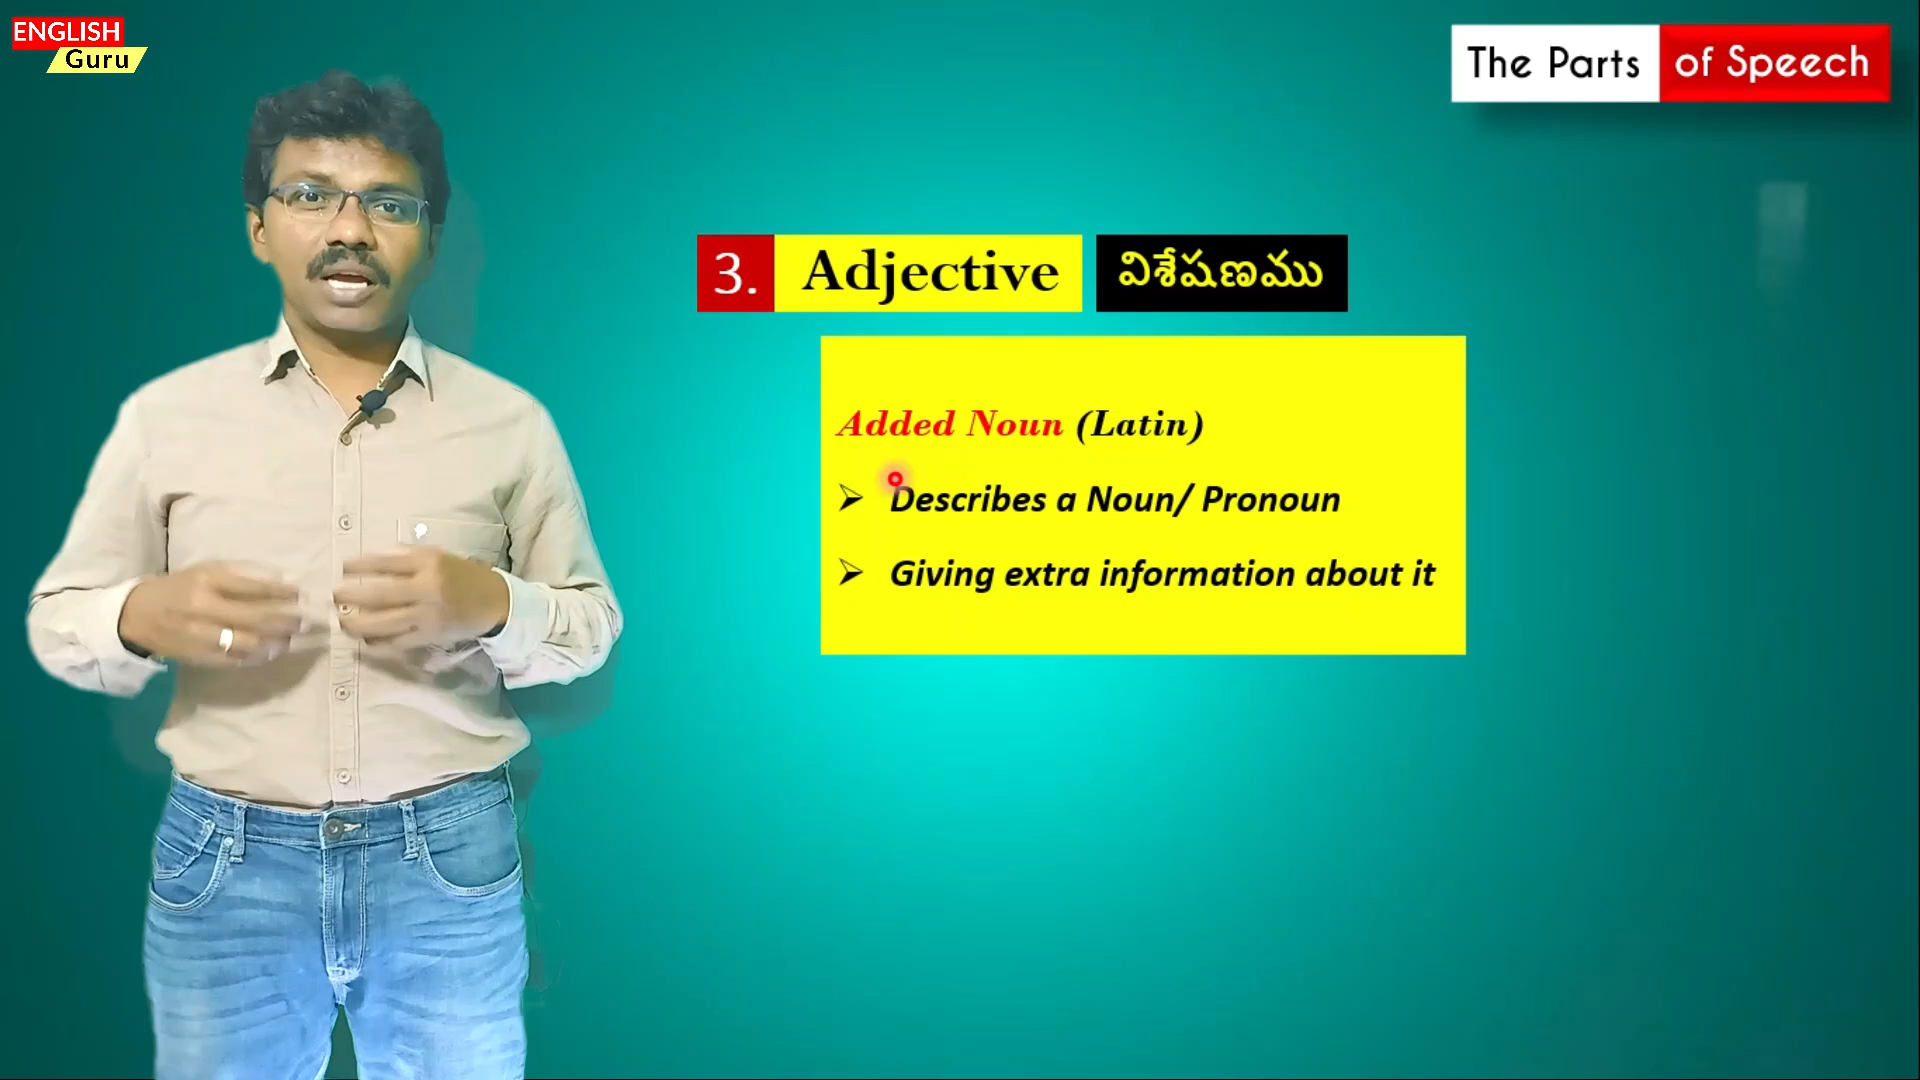 ENGLISH
Guru
The Parts of Speech
3. Adjective విశేషణము
Added Noun (Latin)
➢ Describes a Noun/ Pronoun
➢ Giving extra information about it